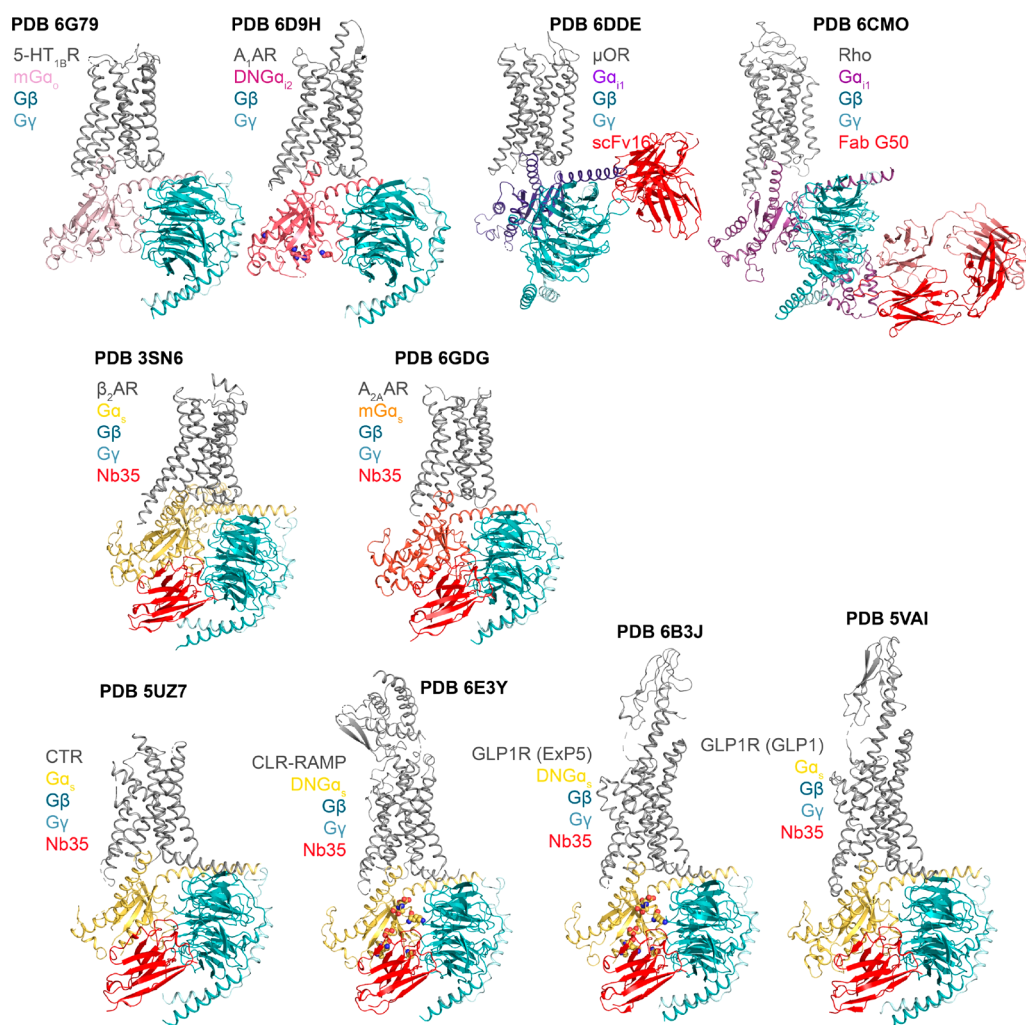 PDB 6G79
5-HT1BR
mGαo
Gβ
Gγ
PDB 6D9H
A1AR
DNGαi2
Gβ
Gγ
PDB 6DDE
µOR
Gαi1
Gβ
Gγ
scFv16
PDB 6CMO
Rho
Gαi1
Gβ
Gγ
Fab G50
PDB 3SN6
β2AR
Gαs
Gβ
Gγ
Nb35
PDB 6GDG
A2AAR
mGαs
Gβ
Gγ
Nb35
PDB 5UZ7
CTR
Gαs
Gβ
Gγ
Nb35
PDB 6E3Y
CLR-RAMP
DNGαs
Gβ
Gγ
Nb35
PDB 6B3J
GLP1R (ExP5)
DNGαs
Gβ
Gγ
Nb35
PDB 5VAI
GLP1R (GLP1)
Gαs
Gβ
Gγ
Nb35